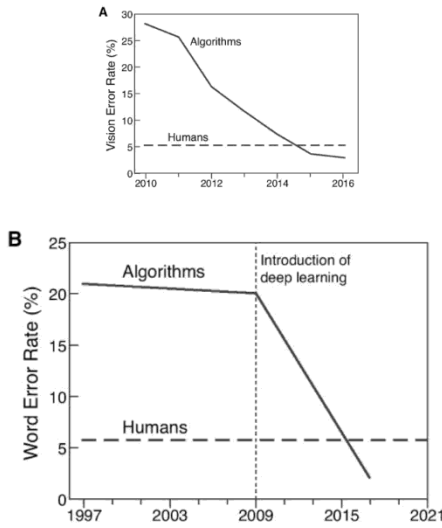 A
Vision Error Rate (%)
30
25
20
15
10
5
0
Algorithms
Humans
2010
2012
2014
2016
B
Word Error Rate (%)
25
20
15
10
5
0
Algorithms
Introduction of
deep learning
Humans
1997
2003
2009
2015
2021